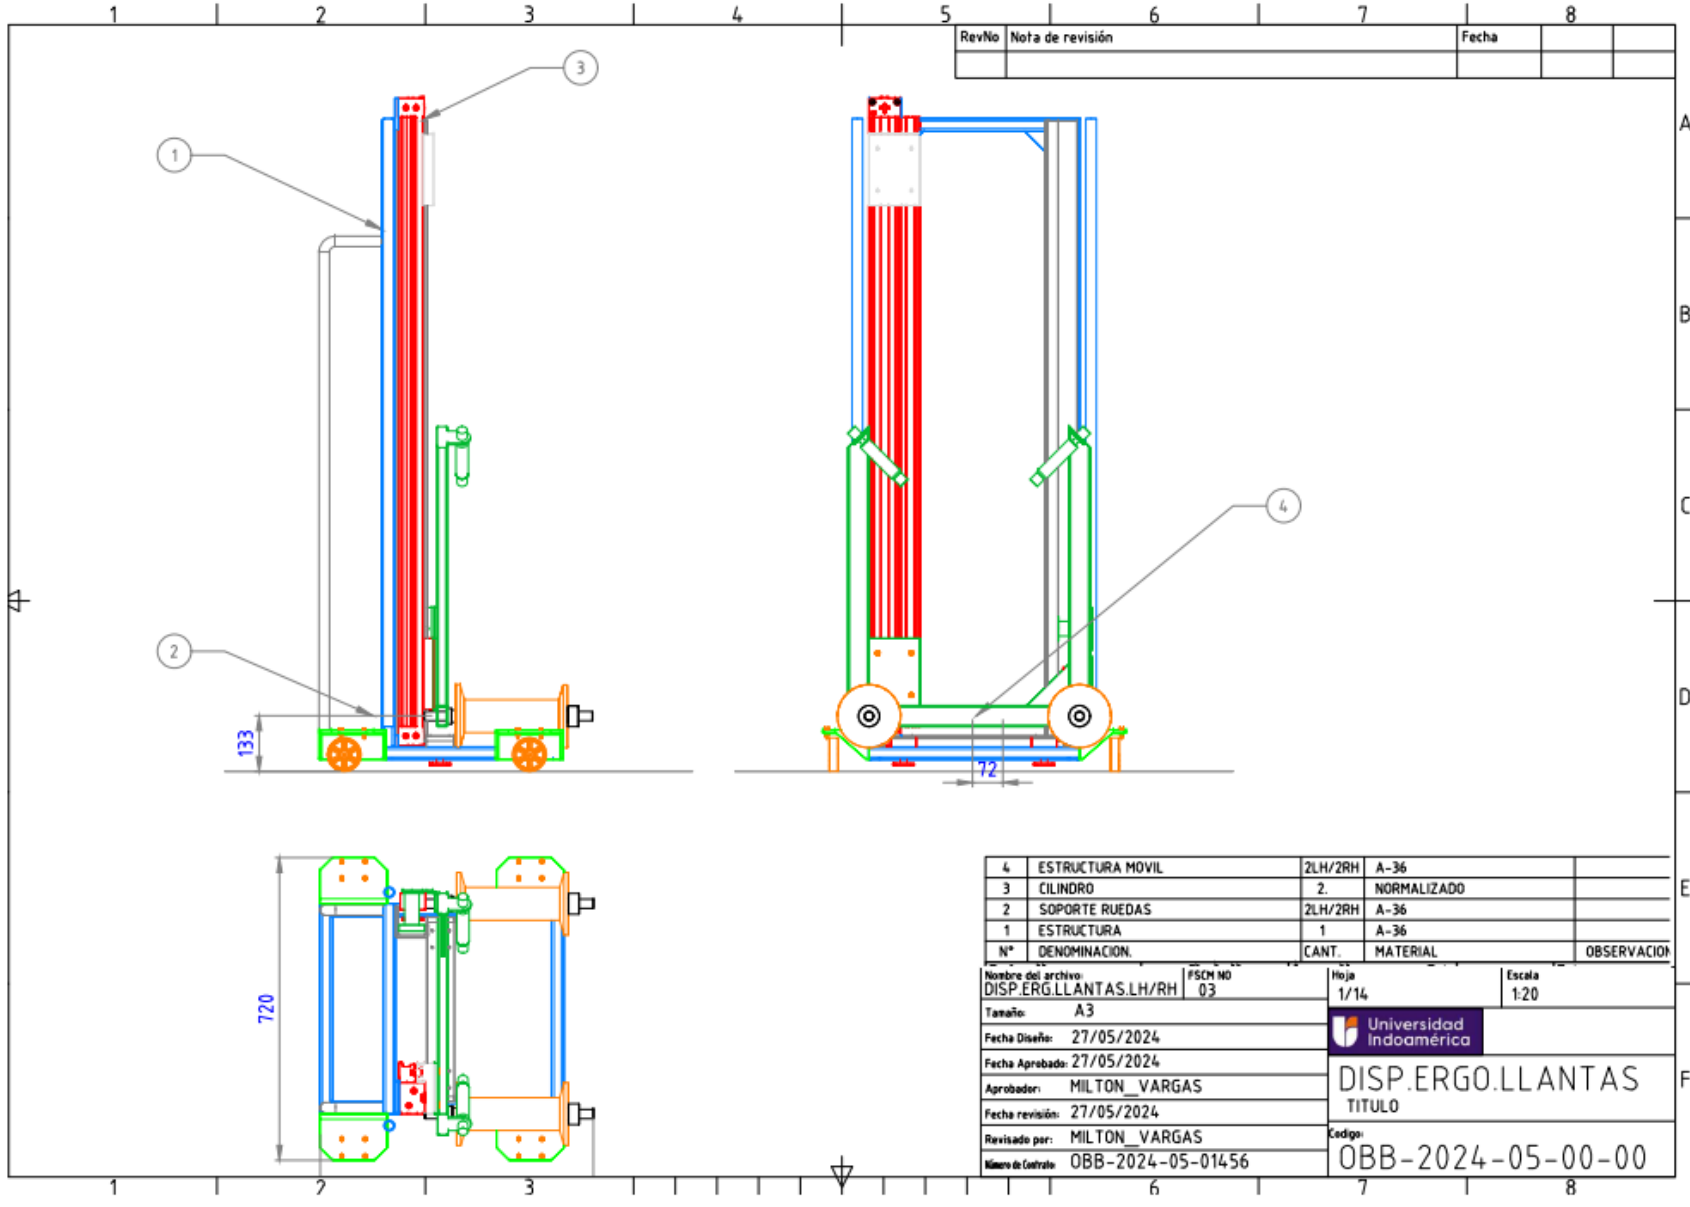 1 2 3 4 5 6 7 8
RevNo Nota de revisión Fecha
A
B
C
D
E
F
3
1
2
4
133
72
720
4 ESTRUCTURA MOVIL 2LH/2RH A-36
3 CILINDRO 2. NORMALIZADO
2 SOPORTE RUEDAS 2LH/2RH A-36
1 ESTRUCTURA 1 A-36
Nº DENOMINACION. CANT. MATERIAL OBSERVACION
Nombre del archivo: FSCM NO Hoja Escala
DISP.ERG.LLANTAS.LH/RH 03 1/14 1:20
Tamaño: A3
Fecha Diseño: 27/05/2024
Fecha Aprobado: 27/05/2024
Aprobador: MILTON_VARGAS
Fecha revisión: 27/05/2024
Revisado por: MILTON_VARGAS
Número de Contrato: OBB-2024-05-01456
Universidad
Indoamérica
DISP.ERGO.LLANTAS
TITULO
Codigo:
OBB-2024-05-00-00
1 2 3 6 7 8